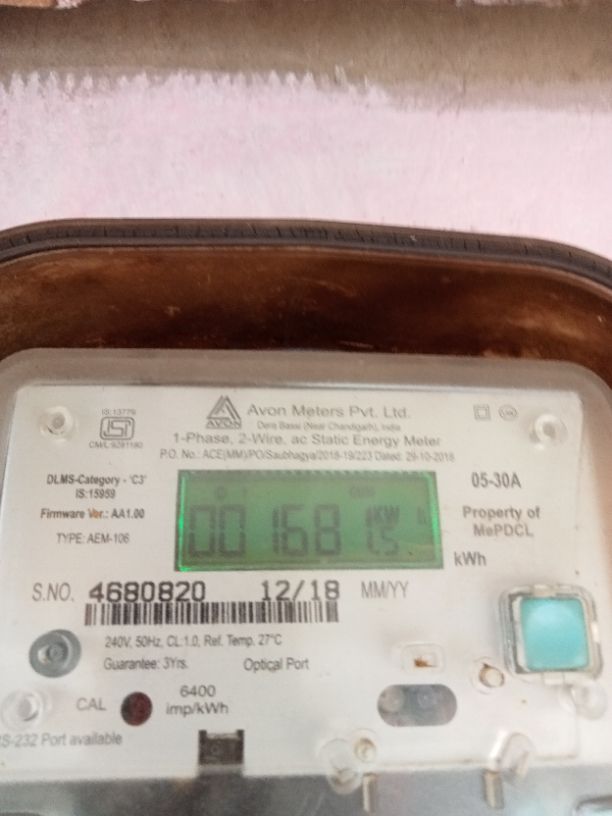 IS:13779
CM/L-9291190
AVON
Avon Meters Pvt. Ltd.
Dera Bassi (Near Chandigarh), India
1-Phase, 2-Wire, ac Static Energy Meter
P.O. No.: ACE(MM)/PO/Saubhagya/2018-19/223 Dated: 29-10-2018
DLMS-Category - 'C3'
IS:15959
Firmware Ver.: AA1.00
TYPE: AEM-106
CUM
001681.5
kW
05-30A
Property of
MePDCL
kWh
S.NO. 4680820 12/18 MM/YY
240V, 50Hz, CL:1.0, Ref. Temp. 27°C
Guarantee: 3Yrs. Optical Port
CAL
6400
imp/kWh
RS-232 Port available